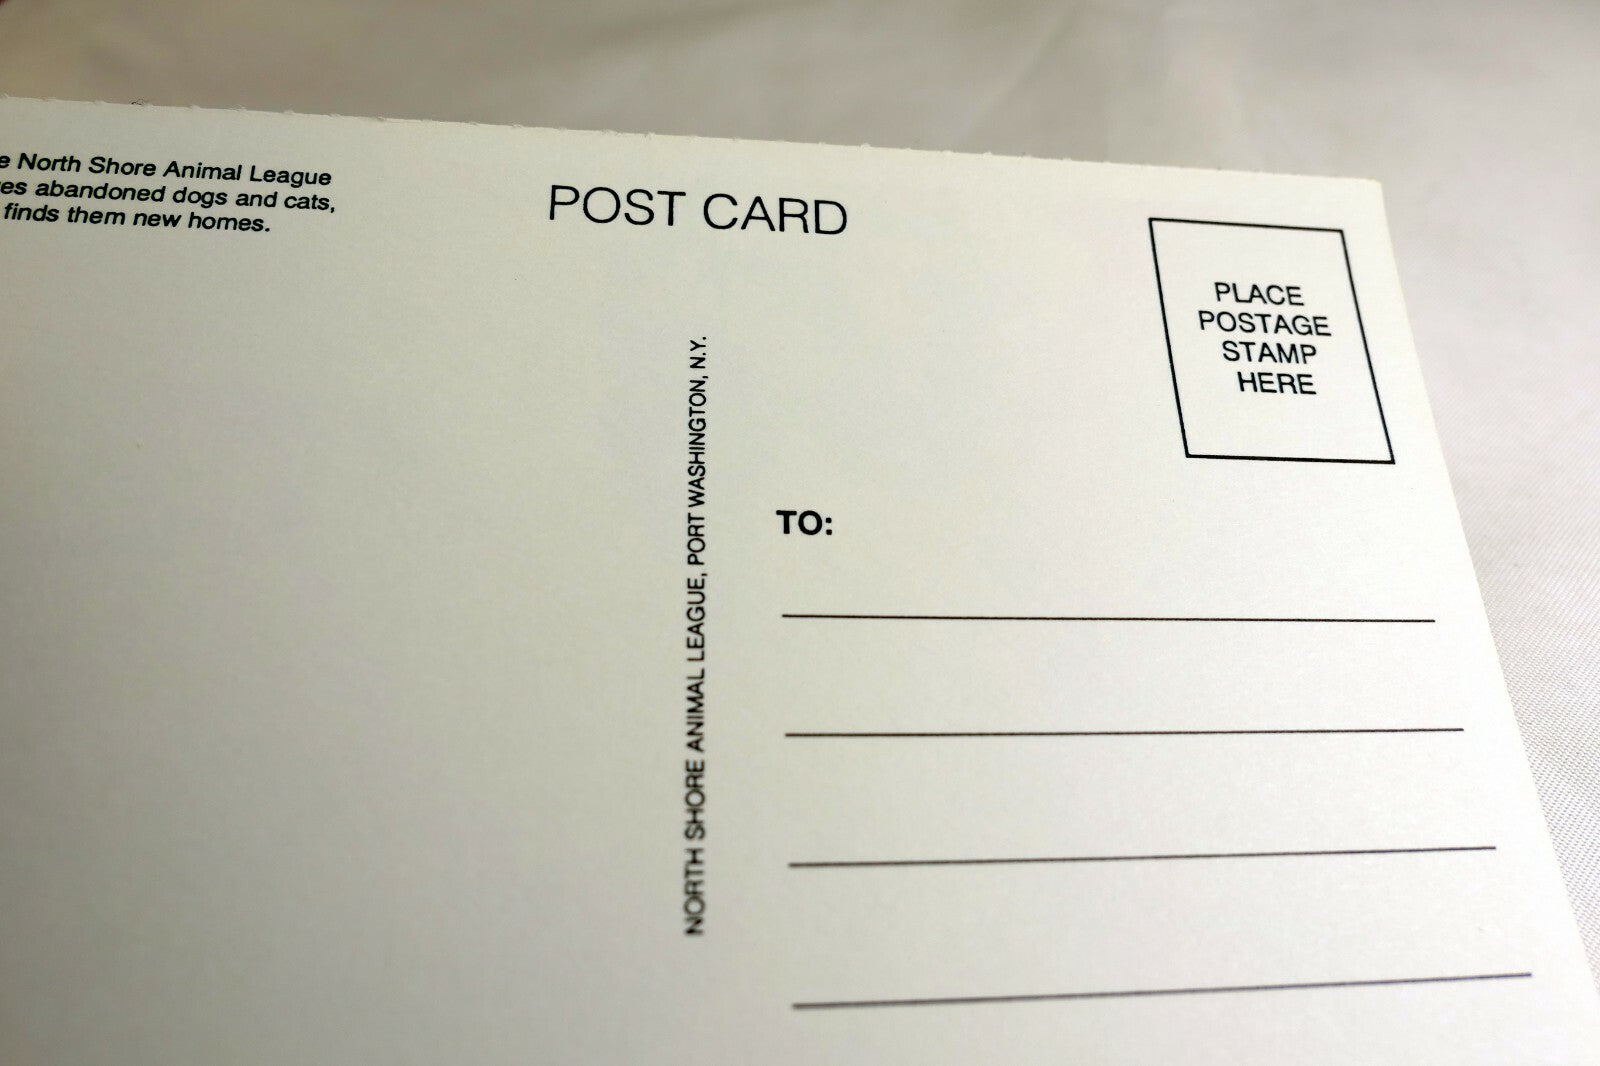 North Shore Animal League
abandoned dogs and cats,
finds them new homes.
POST CARD
PLACE
POSTAGE
STAMP
HERE
NORTH SHORE ANIMAL LEAGUE, PORT WASHINGTON, N.Y.
TO: